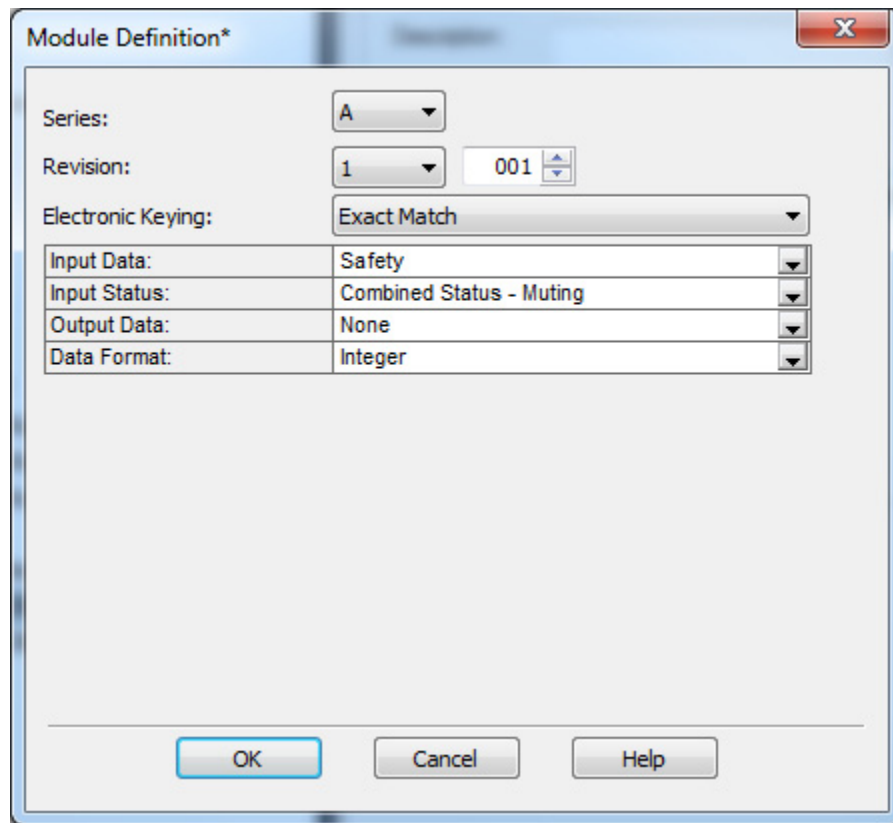 Module Definition*
Description:
Series: A
Revision: 1 001
Electronic Keying: Exact Match
Input Data: Safety
Input Status: Combined Status - Muting
Output Data: None
Data Format: Integer
OK Cancel Help